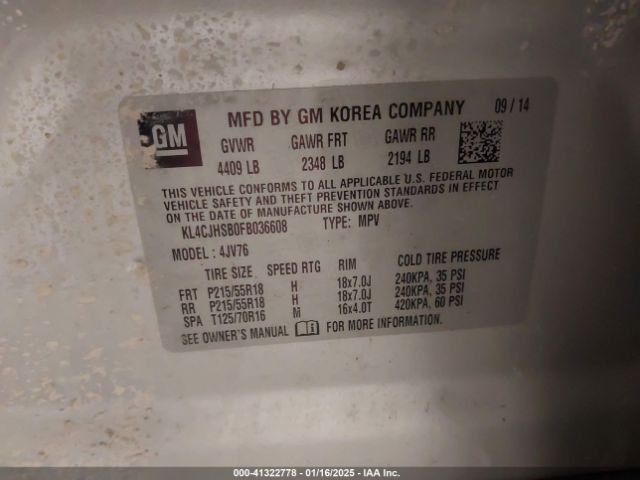 GM
MFD BY GM KOREA COMPANY 09 / 14
GVWR GAWR FRT GAWR RR
4409 LB 2348 LB 2194 LB
THIS VEHICLE CONFORMS TO ALL APPLICABLE U.S. FEDERAL MOTOR
VEHICLE SAFETY AND THEFT PREVENTION STANDARDS IN EFFECT
ON THE DATE OF MANUFACTURE SHOWN ABOVE.
KL4CJHSB0FB036608 TYPE: MPV
MODEL : 4JV76
TIRE SIZE SPEED RTG RIM COLD TIRE PRESSURE
FRT P215/55R18 H 18x7.0J 240KPA, 35 PSI
RR P215/55R18 H 18x7.0J 240KPA, 35 PSI
SPA T125/70R16 M 16x4.0T 420KPA, 60 PSI
SEE OWNER'S MANUAL FOR MORE INFORMATION.
000-41322778 - 01/16/2025 - IAA Inc.